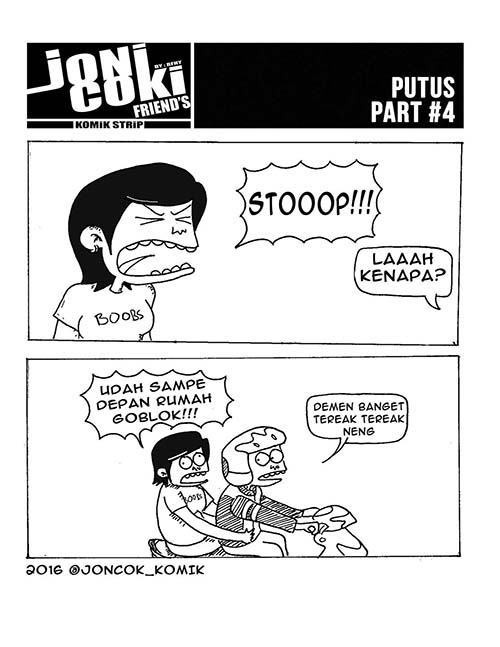 JONI
BY : RFKY
COKI
FRIEND'S
KOMIK STRIP
PUTUS
PART #4
STOOOP!!!
LAAAH
KENAPA?
BOOBS
UDAH SAMPE
DEPAN RUMAH
GOBLOK!!!
DEMEN BANGET
TEREAK TEREAK
NENG
BOOBS
2016 @JONCOK_KOMIK